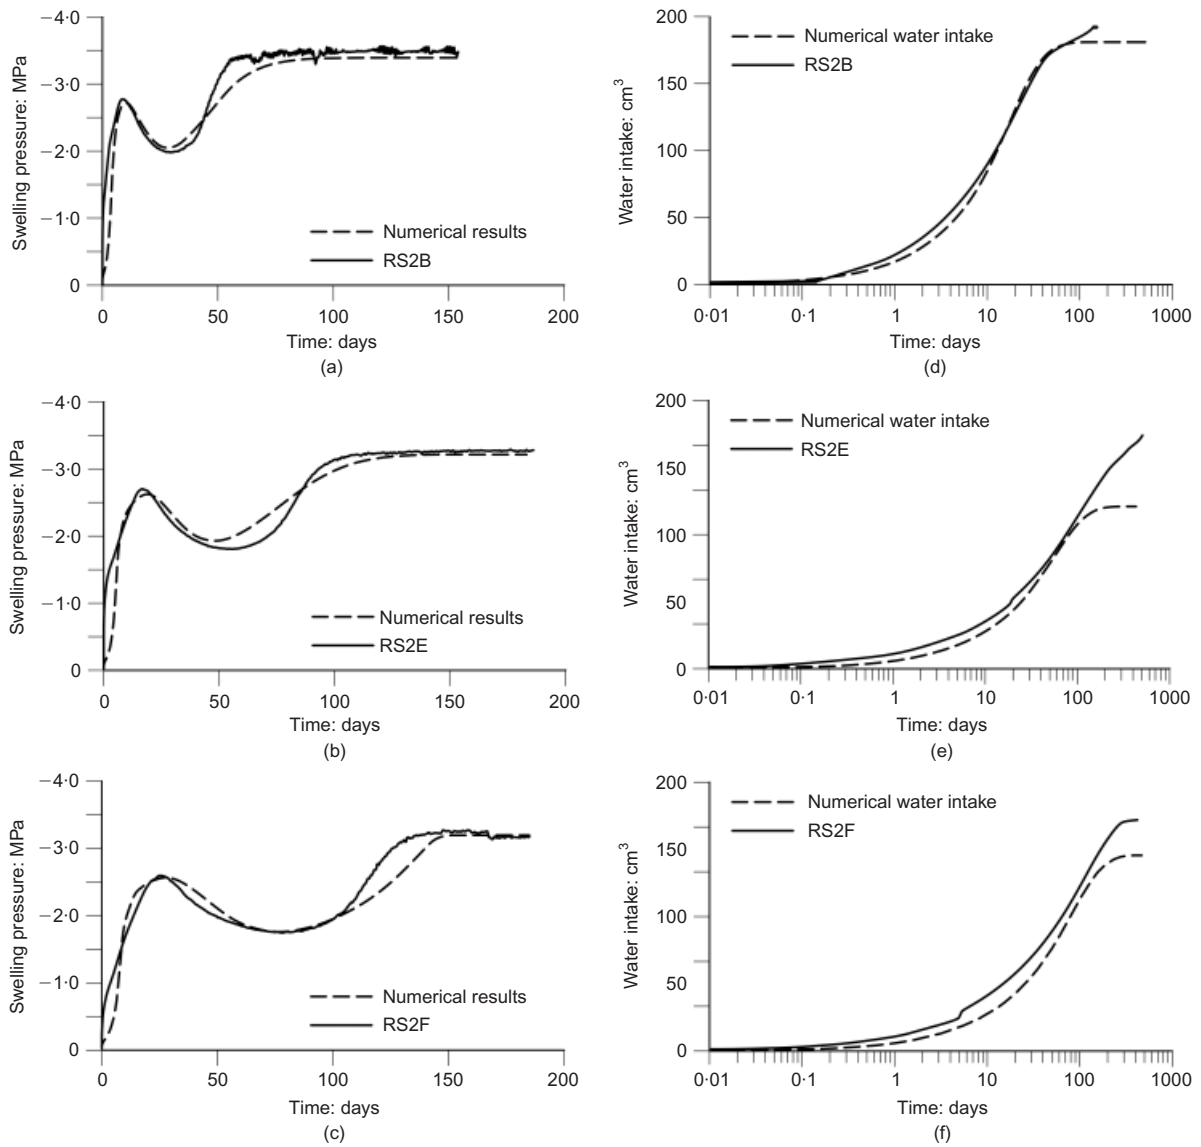 −4·0
−3·0
−2·0
−1·0
0
Swelling pressure: MPa
Numerical results
RS2B
0 50 100 150 200
Time: days
(a)
200
150
100
50
0
Water intake: cm³
Numerical water intake
RS2B
0·01 0·1 1 10 100 1000
Time: days
(d)
−4·0
−3·0
−2·0
−1·0
0
Swelling pressure: MPa
Numerical results
RS2E
0 50 100 150 200
Time: days
(b)
200
150
100
50
0
Water intake: cm³
Numerical water intake
RS2E
0·01 0·1 1 10 100 1000
Time: days
(e)
−4·0
−3·0
−2·0
−1·0
0
Swelling pressure: MPa
Numerical results
RS2F
0 50 100 150 200
Time: days
(c)
200
150
100
50
0
Water intake: cm³
Numerical water intake
RS2F
0·01 0·1 1 10 100 1000
Time: days
(f)